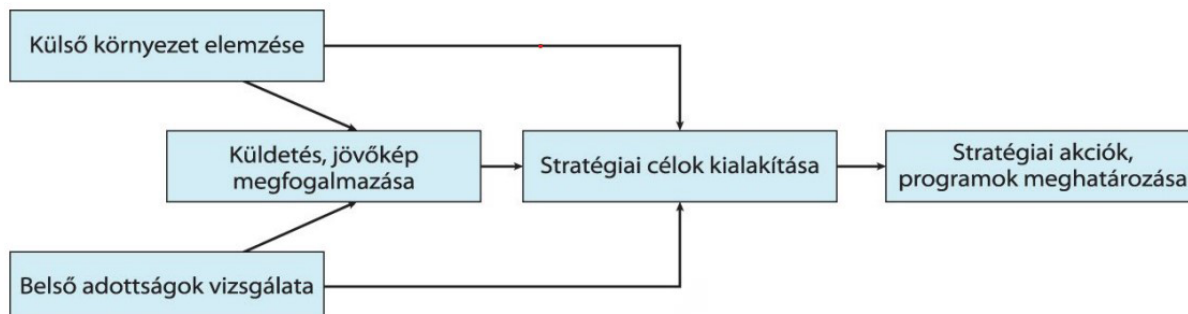 Külső környezet elemzése
Küldetés, jövőkép
megfogalmazása
Stratégiai célok kialakítása
Stratégiai akciók,
programok meghatározása
Belső adottságok vizsgálata